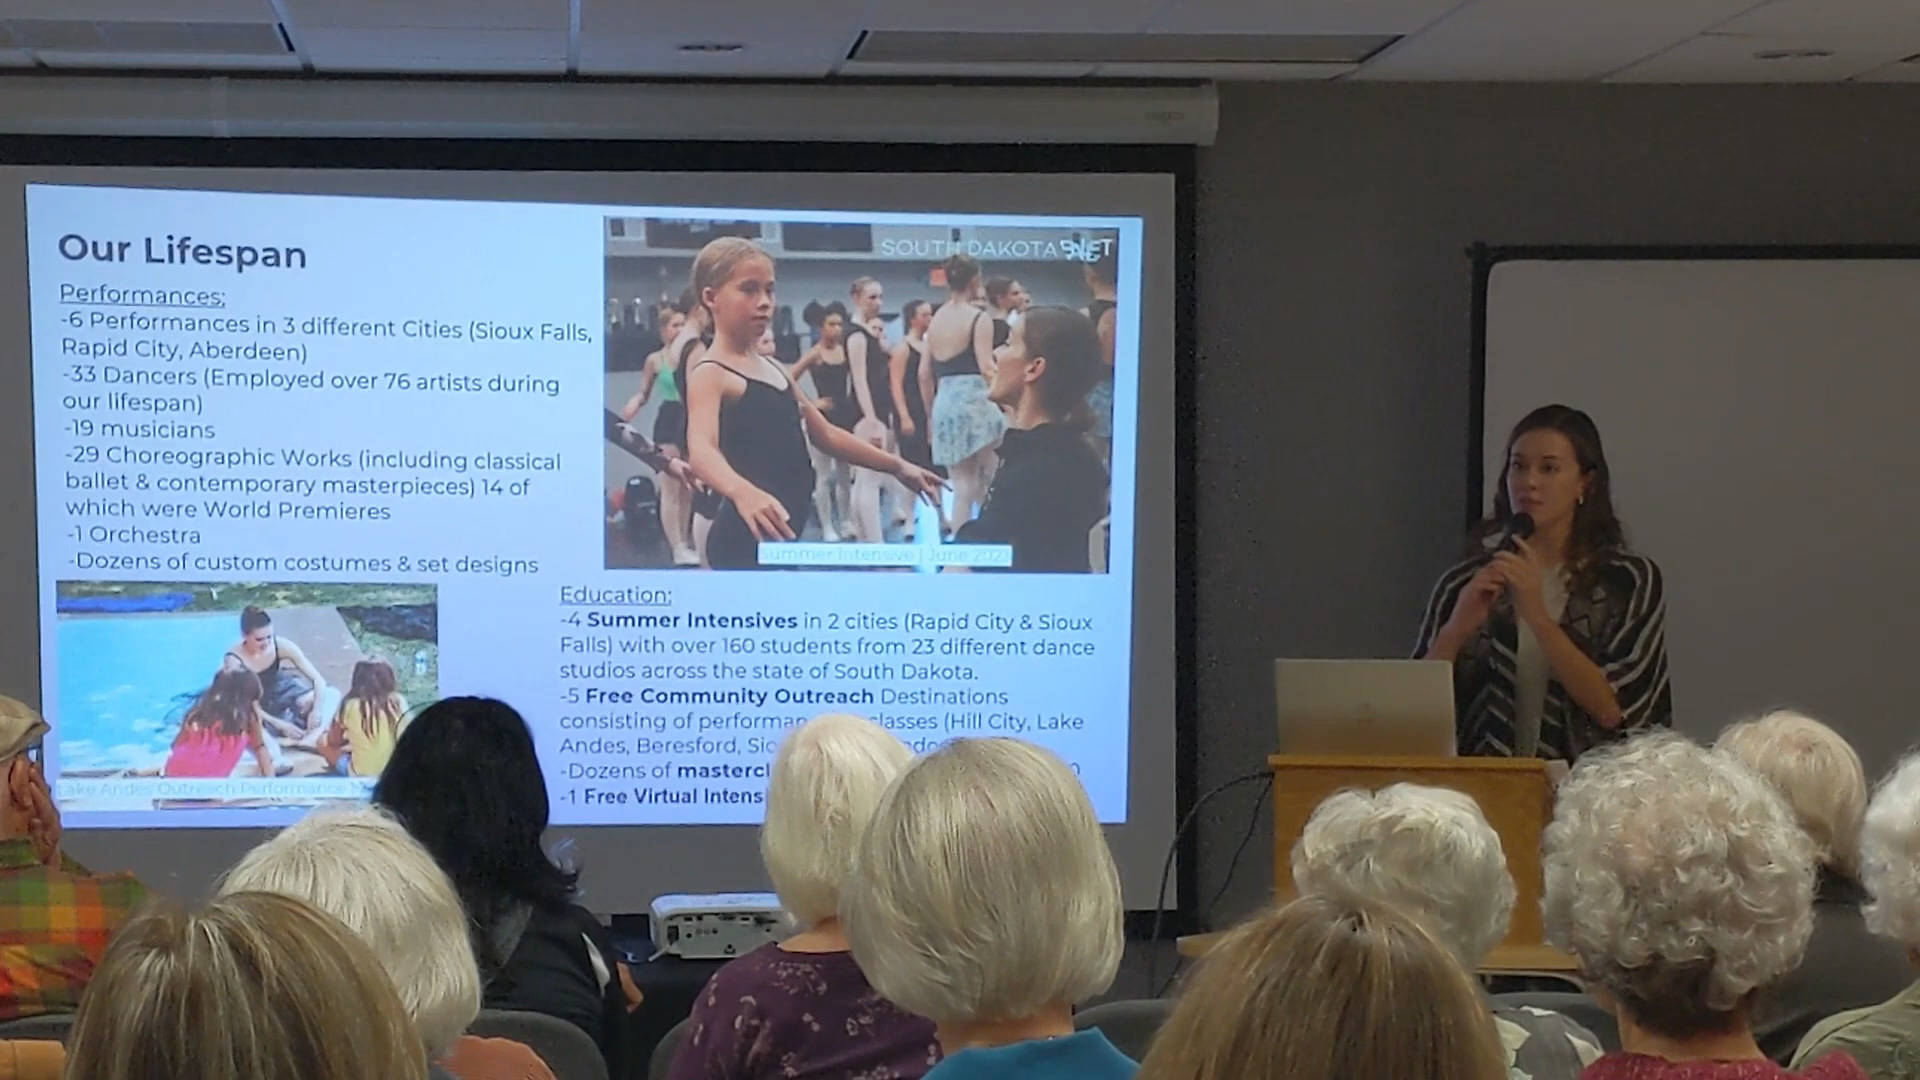 Our Lifespan
Performances:
-6 Performances in 3 different Cities (Sioux Falls,
Rapid City, Aberdeen)
-33 Dancers (Employed over 76 artists during
our lifespan)
-19 musicians
-29 Choreographic Works (including classical
ballet & contemporary masterpieces) 14 of
which were World Premieres
-1 Orchestra
-Dozens of custom costumes & set designs
SOUTH DAKOTA
Summer Intensive | June
Lake Andes Outreach Performance
Education:
-4 Summer Intensives in 2 cities (Rapid City & Sioux
Falls) with over 160 students from 23 different dance
studios across the state of South Dakota.
-5 Free Community Outreach Destinations
consisting of (Hill City, Lake
Andes, Beresford,
-Dozens of
-1 Free Virtual